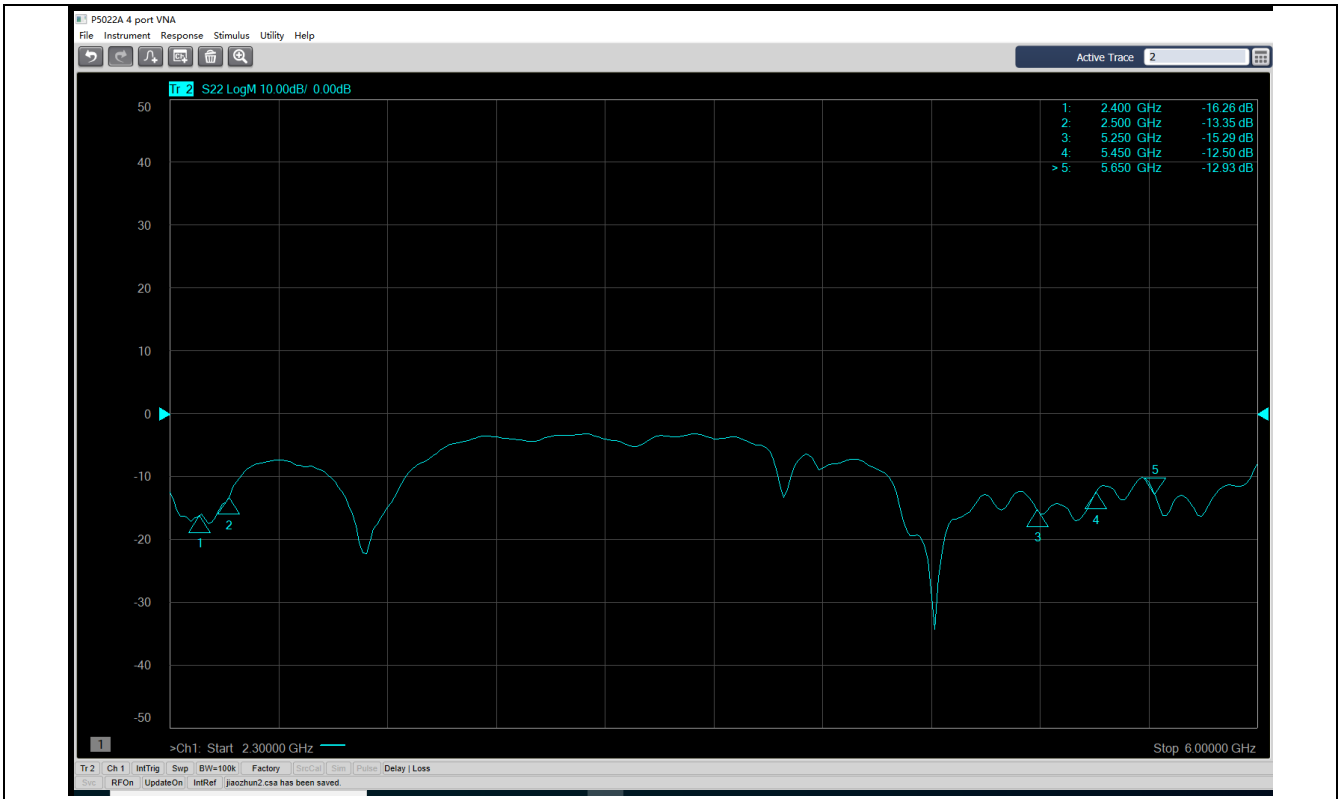 P5022A 4 port VNA
File Instrument Response Stimulus Utility Help
Active Trace 2
Tr 2 S22 LogM 10.00dB/ 0.00dB
50
40
30
20
10
0
-10
-20
-30
-40
-50
1: 2.400 GHz -16.26 dB
2: 2.500 GHz -13.35 dB
3: 5.250 GHz -15.29 dB
4: 5.450 GHz -12.50 dB
> 5: 5.650 GHz -12.93 dB
1
2
3
4
5
1
>Ch1: Start 2.30000 GHz
Stop 6.00000 GHz
Tr 2 Ch 1 IntTrig Swp BW=100k Factory SrcCal Sim Pulse Delay | Loss
Svc RFOn UpdateOn IntRef jiaozhun2.csa has been saved.